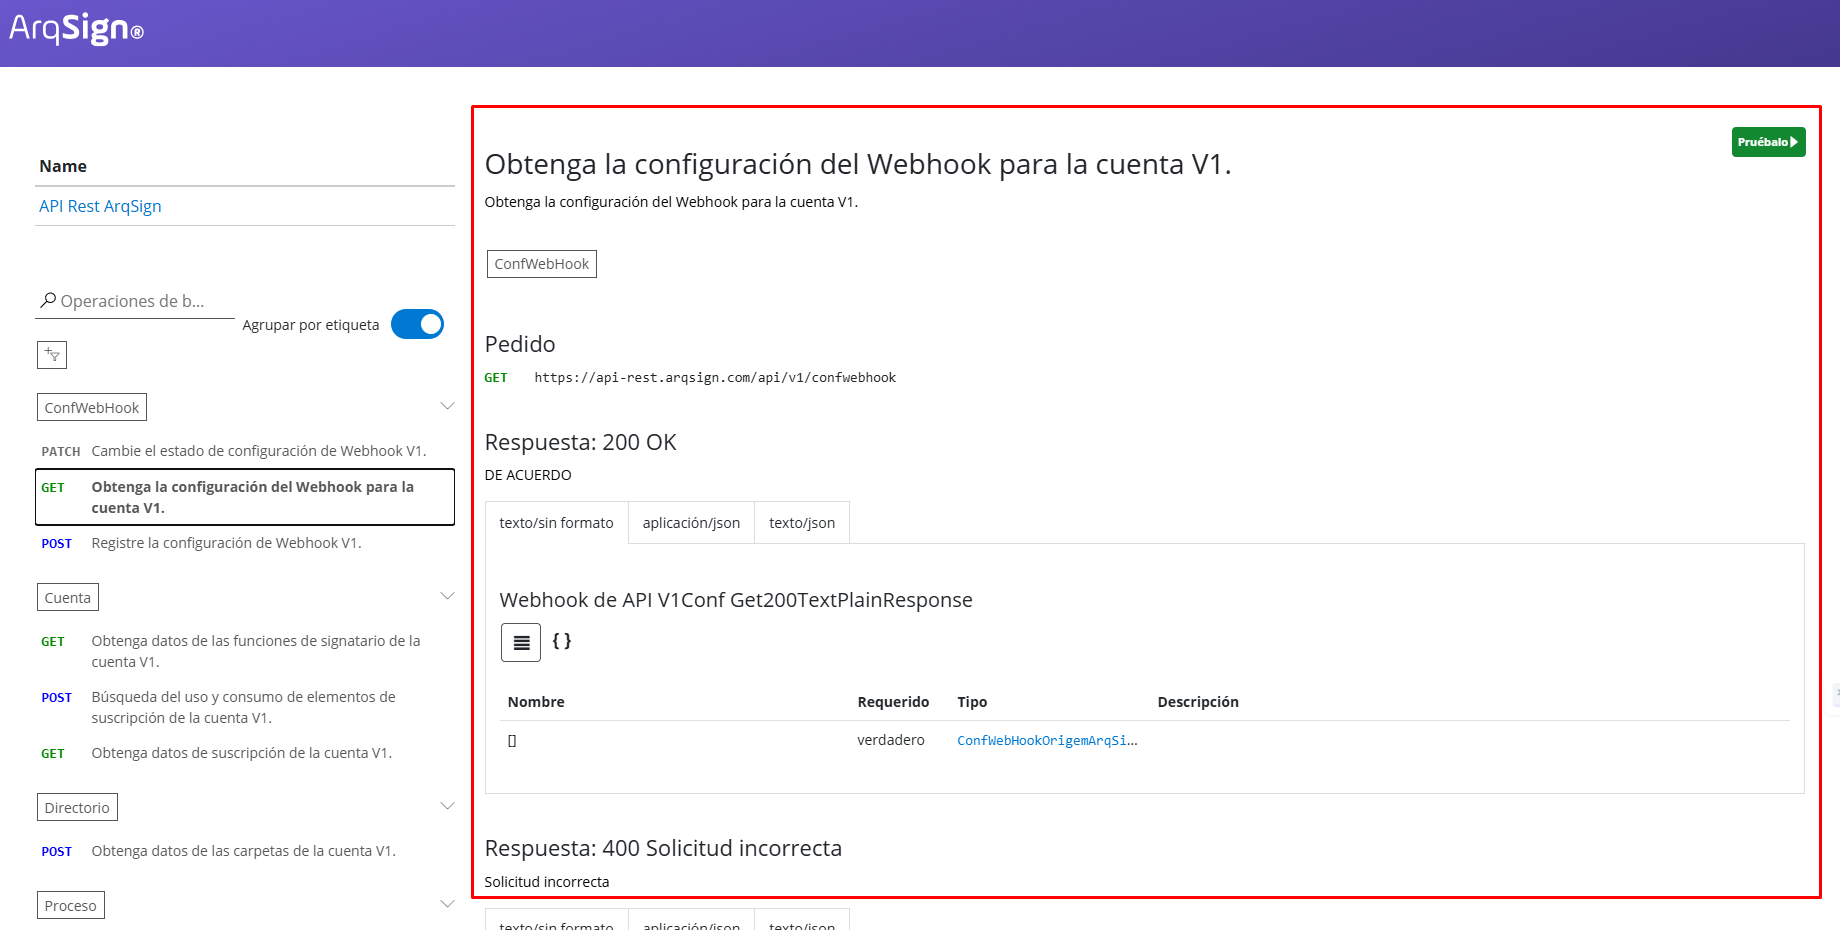 ArqSign®
Name
API Rest ArqSign
Operaciones de b...
Agrupar por etiqueta
ConfWebHook
PATCH Cambie el estado de configuración de Webhook V1.
GET Obtenga la configuración del Webhook para la
cuenta V1.
POST Registre la configuración de Webhook V1.
Cuenta
GET Obtenga datos de las funciones de signatario de la
cuenta V1.
POST Búsqueda del uso y consumo de elementos de
suscripción de la cuenta V1.
GET Obtenga datos de suscripción de la cuenta V1.
Directorio
POST Obtenga datos de las carpetas de la cuenta V1.
Proceso
Pruébalo
Obtenga la configuración del Webhook para la cuenta V1.
Obtenga la configuración del Webhook para la cuenta V1.
ConfWebHook
Pedido
GET https://api-rest.arqsign.com/api/v1/confwebhook
Respuesta: 200 OK
DE ACUERDO
texto/sin formato aplicación/json texto/json
Webhook de API V1Conf Get200TextPlainResponse
{ }
Nombre Requerido Tipo Descripción
[] verdadero ConfWebHookOrigemArqSi...
Respuesta: 400 Solicitud incorrecta
Solicitud incorrecta
texto/sin formato aplicación/json texto/json